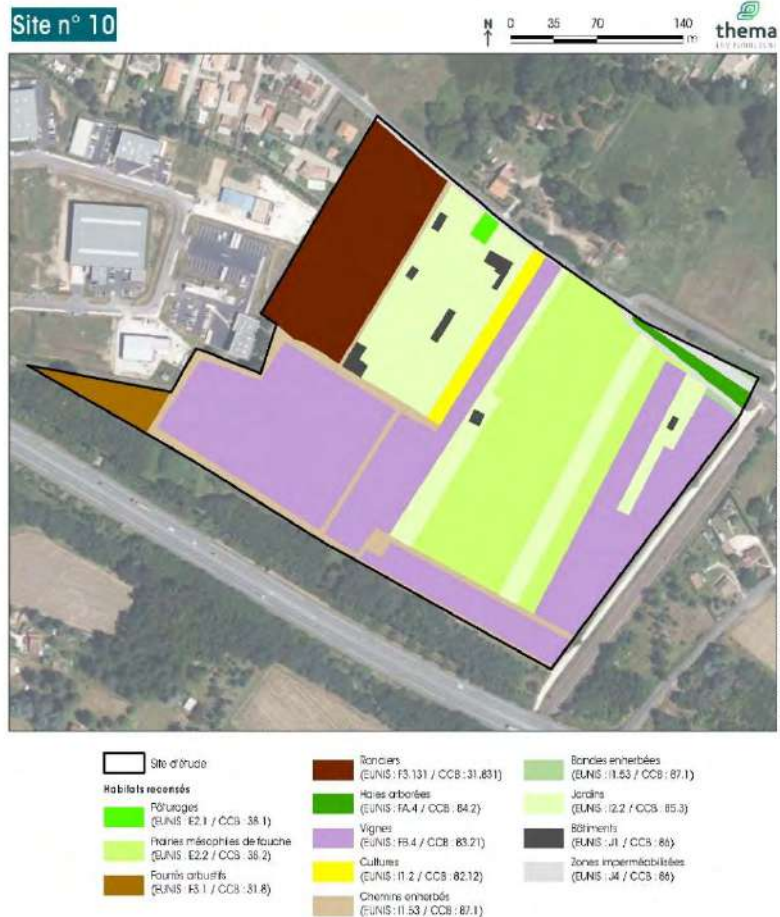 Site n° 10
N
0 35 70 140
m
thema
ENVIRONNEMENT
Site d'étude
Habitats recensés
Pâturages
(EUNIS : E2.1 / CCB : 38.1)
Prairies mésophiles de fauche
(EUNIS : E2.2 / CCB : 38.2)
Fourrés arbustifs
(EUNIS : F3.1 / CCB : 31.8)
Ronciers
(EUNIS : F3.131 / CCB : 31.831)
Haies arborées
(EUNIS : FA.4 / CCB : 84.2)
Vignes
(EUNIS : FB.4 / CCB : 83.21)
Cultures
(EUNIS : I1.2 / CCB : 82.12)
Chemins enherbés
(EUNIS : I1.53 / CCB : 87.1)
Bandes enherbées
(EUNIS : I1.53 / CCB : 87.1)
Jardins
(EUNIS : I2.2 / CCB : 85.3)
Bâtiments
(EUNIS : J1 / CCB : 86)
Zones imperméabilisées
(EUNIS : J4 / CCB : 86)